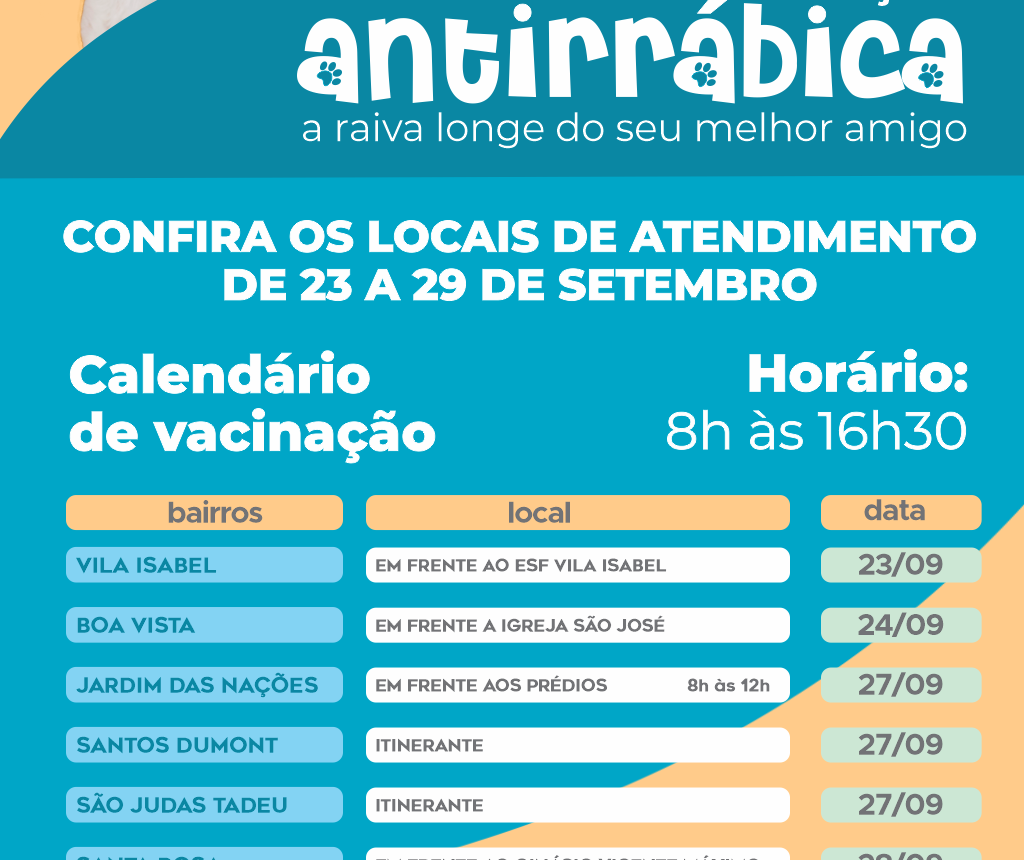 antirrábica
a raiva longe do seu melhor amigo
CONFIRA OS LOCAIS DE ATENDIMENTO
DE 23 A 29 DE SETEMBRO
Calendário
de vacinação
Horário:
8h às 16h30
bairros local data
VILA ISABEL EM FRENTE AO ESF VILA ISABEL 23/09
BOA VISTA EM FRENTE A IGREJA SÃO JOSÉ 24/09
JARDIM DAS NAÇÕES EM FRENTE AOS PRÉDIOS 8h às 12h 27/09
SANTOS DUMONT ITINERANTE 27/09
SÃO JUDAS TADEU ITINERANTE 27/09